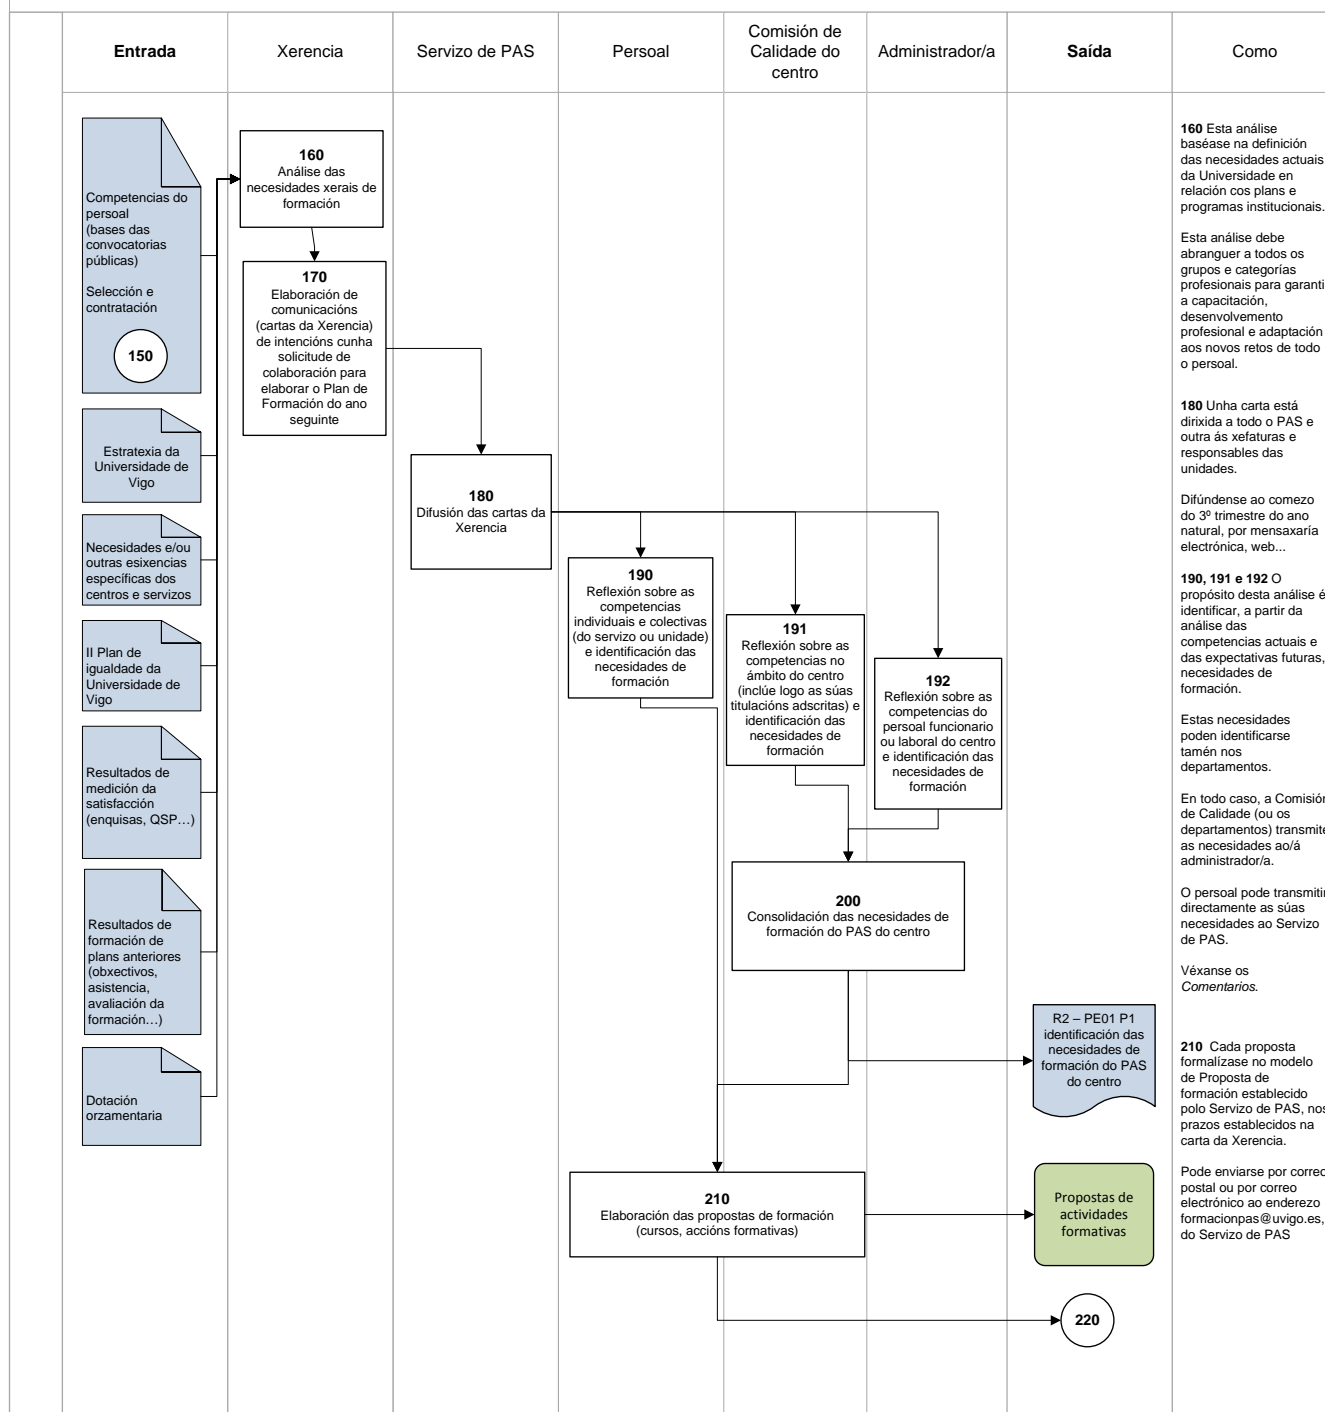 Entrada
Xerencia
Servizo de PAS
Persoal
Comisión de
Calidade do
centro
Administrador/a
Saída
Como
Competencias do
persoal
(bases das
convocatorias
públicas)
Selección e
contratación
150
Estratexia da
Universidade de
Vigo
Necesidades e/ou
outras esixencias
específicas dos
centros e servizos
II Plan de
igualdade da
Universidade de
Vigo
Resultados de
medición da
satisfacción
(enquisas, QSP…)
Resultados de
formación de
plans anteriores
(obxectivos,
asistencia,
avaliación da
formación…)
Dotación
orzamentaria
160
Análise das
necesidades xerais de
formación
170
Elaboración de
comunicacións
(cartas da Xerencia)
de intencións cunha
solicitude de
colaboración para
elaborar o Plan de
Formación do ano
seguinte
180
Difusión das cartas da
Xerencia
190
Reflexión sobre as
competencias
individuais e colectivas
(do servizo ou unidade)
e identificación das
necesidades de
formación
191
Reflexión sobre as
competencias no
ámbito do centro
(inclúe logo as súas
titulacións adscritas) e
identificación das
necesidades de
formación
192
Reflexión sobre as
competencias do
persoal funcionario
ou laboral do centro
e identificación das
necesidades de
formación
200
Consolidación das necesidades de
formación do PAS do centro
R2 – PE01 P1
identificación das
necesidades de
formación do PAS
do centro
210
Elaboración das propostas de formación
(cursos, accións formativas)
Propostas de
actividades
formativas
220
160 Esta análise
baséase na definición
das necesidades actuais
da Universidade en
relación cos plans e
programas institucionais.
Esta análise debe
abranguer a todos os
grupos e categorías
profesionais para garanti
a capacitación,
desenvolvemento
profesional e adaptación
aos novos retos de todo
o persoal.
180 Unha carta está
dirixida a todo o PAS e
outra ás xefaturas e
responsables das
unidades.
Difúndense ao comezo
do 3º trimestre do ano
natural, por mensaxaría
electrónica, web...
190, 191 e 192 O
propósito desta análise é
identificar, a partir da
análise das
competencias actuais e
das expectativas futuras,
necesidades de
formación.
Estas necesidades
poden identificarse
tamén nos
departamentos.
En todo caso, a Comisión
de Calidade (ou os
departamentos) transmite
as necesidades ao/á
administrador/a.
O persoal pode transmitir
directamente as súas
necesidades ao Servizo
de PAS.
Véxanse os
Comentarios.
210 Cada proposta
formalízase no modelo
de Proposta de
formación establecido
polo Servizo de PAS, nos
prazos establecidos na
carta da Xerencia.
Pode enviarse por correo
postal ou por correo
electrónico ao enderezo
formacionpas@uvigo.es,
do Servizo de PAS